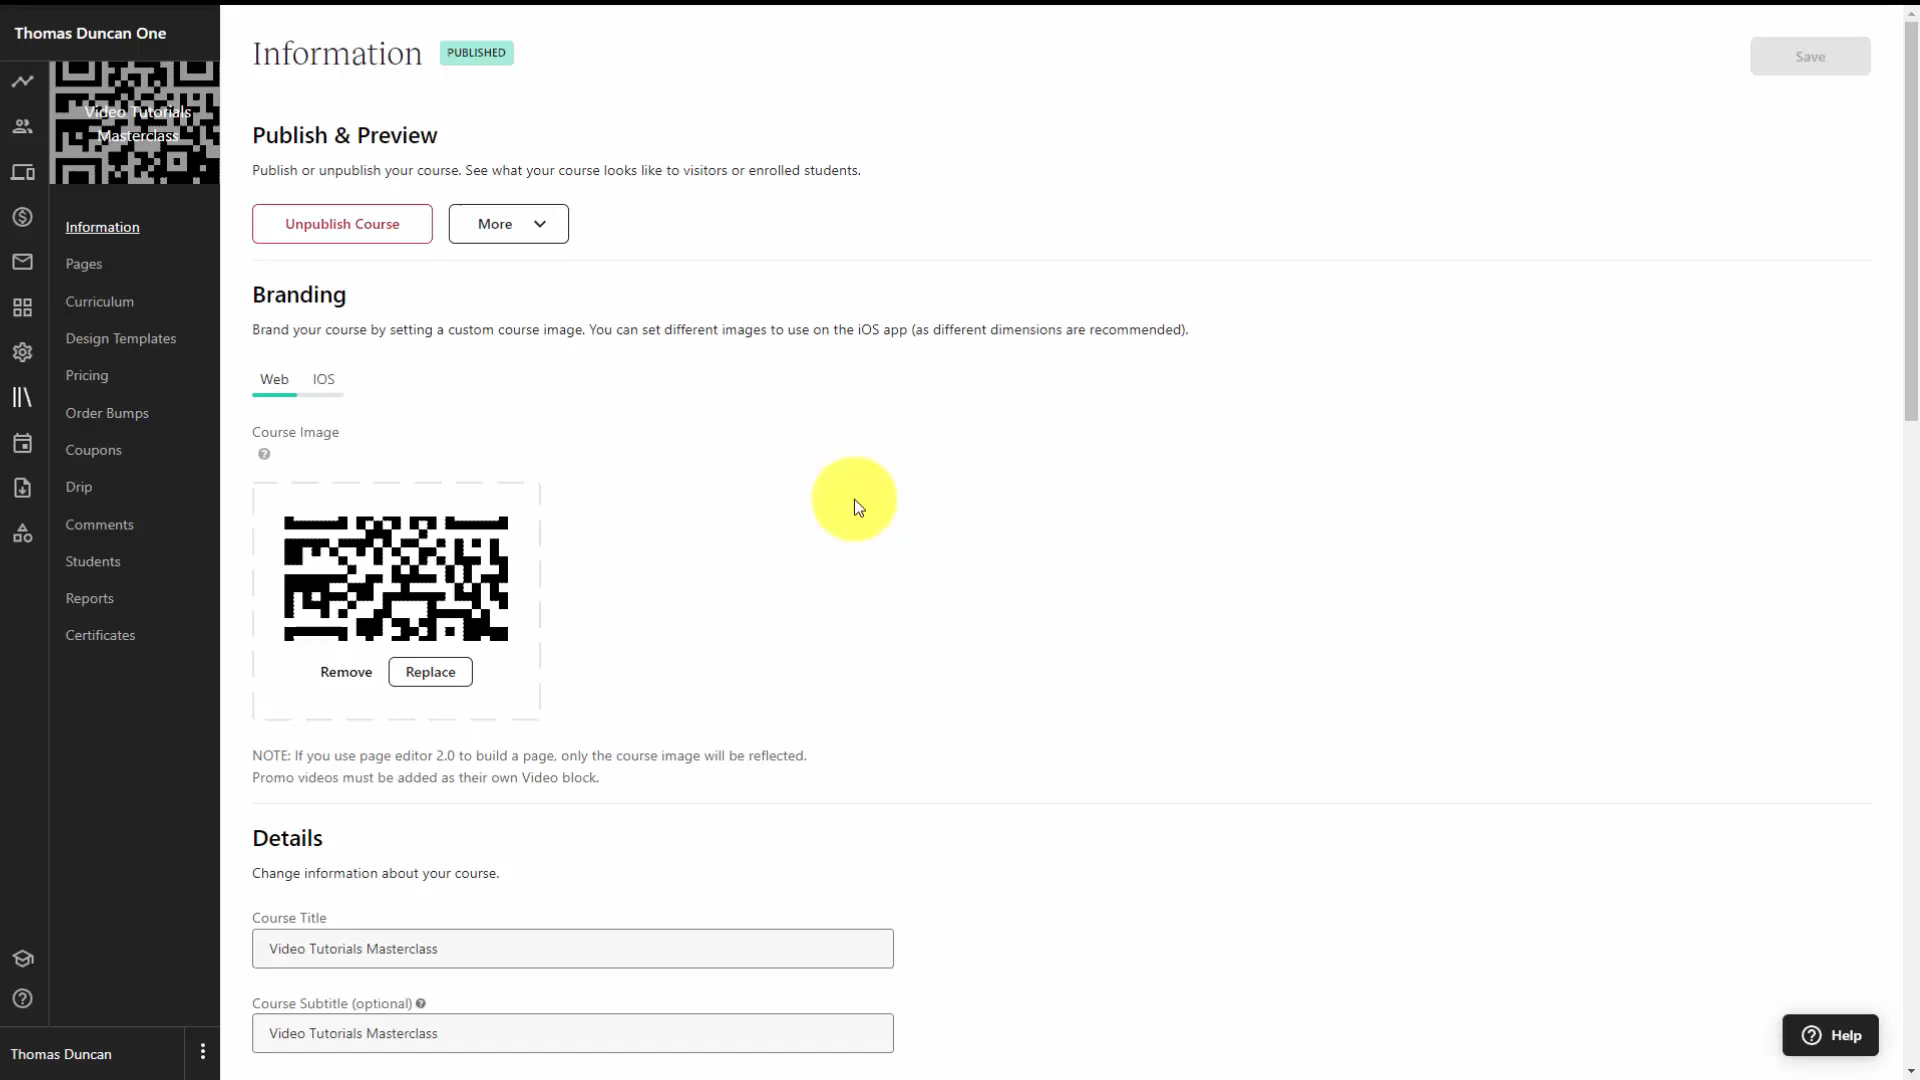 Thomas Duncan One
Video Tutorials
Masterclass
Information
Pages
Curriculum
Design Templates
Pricing
Order Bumps
Coupons
Drip
Comments
Students
Reports
Certificates
Thomas Duncan
Information
PUBLISHED
Save
Publish & Preview
Publish or unpublish your course. See what your course looks like to visitors or enrolled students.
Unpublish Course
More
Branding
Brand your course by setting a custom course image. You can set different images to use on the iOS app (as different dimensions are recommended).
Web IOS
Course Image
Remove Replace
NOTE: If you use page editor 2.0 to build a page, only the course image will be reflected.
Promo videos must be added as their own Video block.
Details
Change information about your course.
Course Title
Video Tutorials Masterclass
Course Subtitle (optional)
Video Tutorials Masterclass
Help